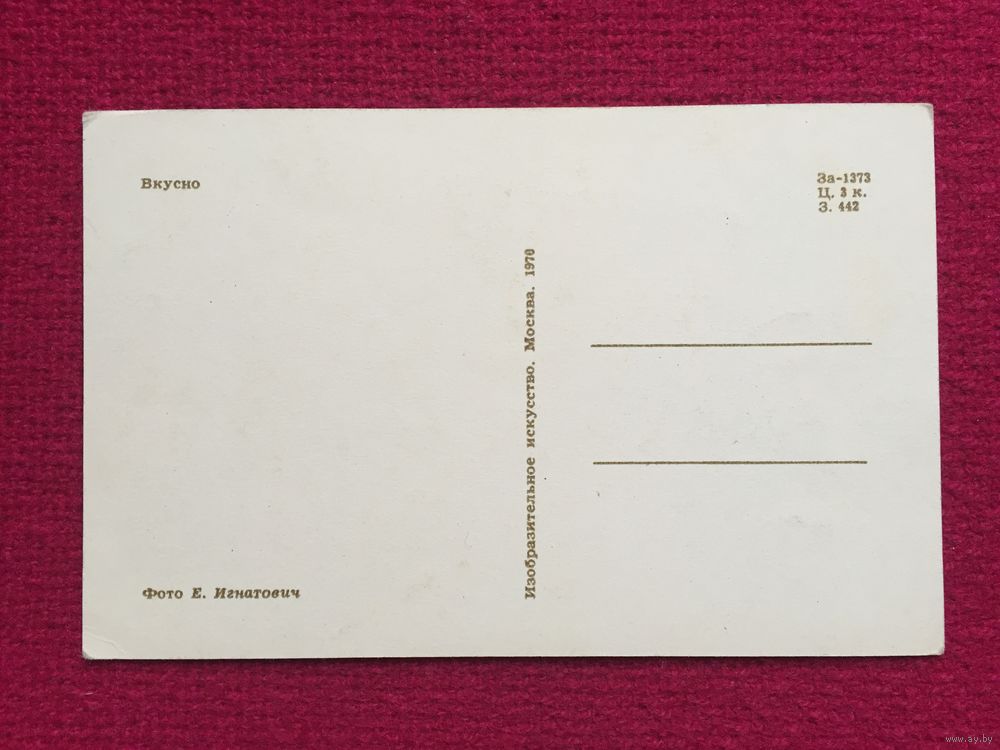 Вкусно
За-1373
Ц. 3 к.
З. 442
Изобразительное искусство. Москва. 1970
Фото Е. Игнатович
www.ay.by